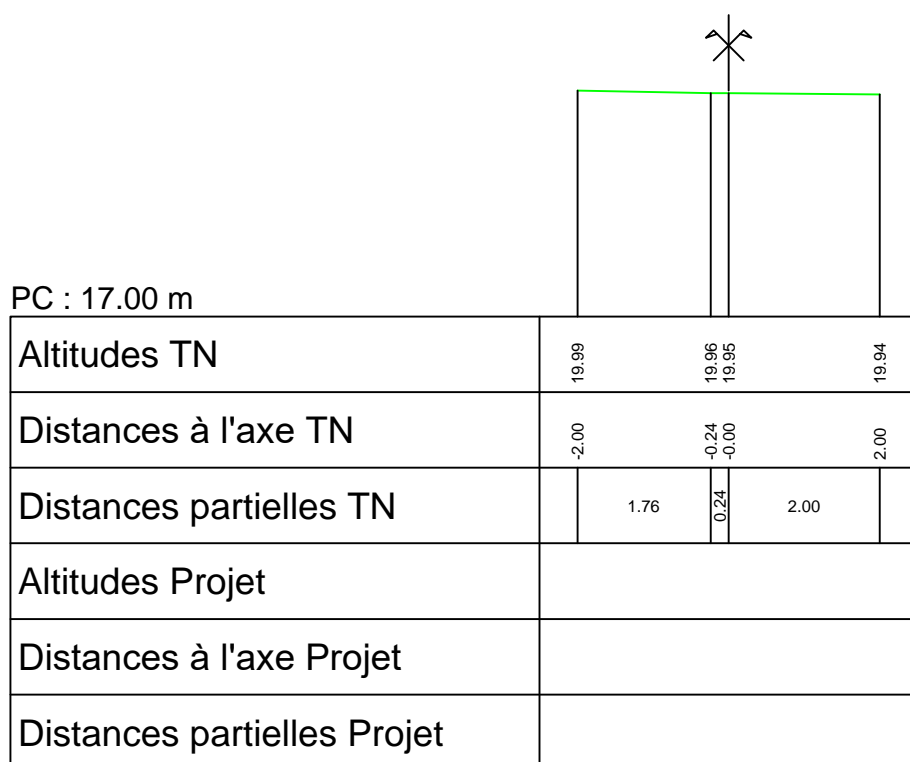 PC : 17.00 m
Altitudes TN 19.99 19.96 19.95 19.94
Distances à l'axe TN -2.00 -0.24 -0.00 2.00
Distances partielles TN 1.76 0.24 2.00
Altitudes Projet
Distances à l'axe Projet
Distances partielles Projet